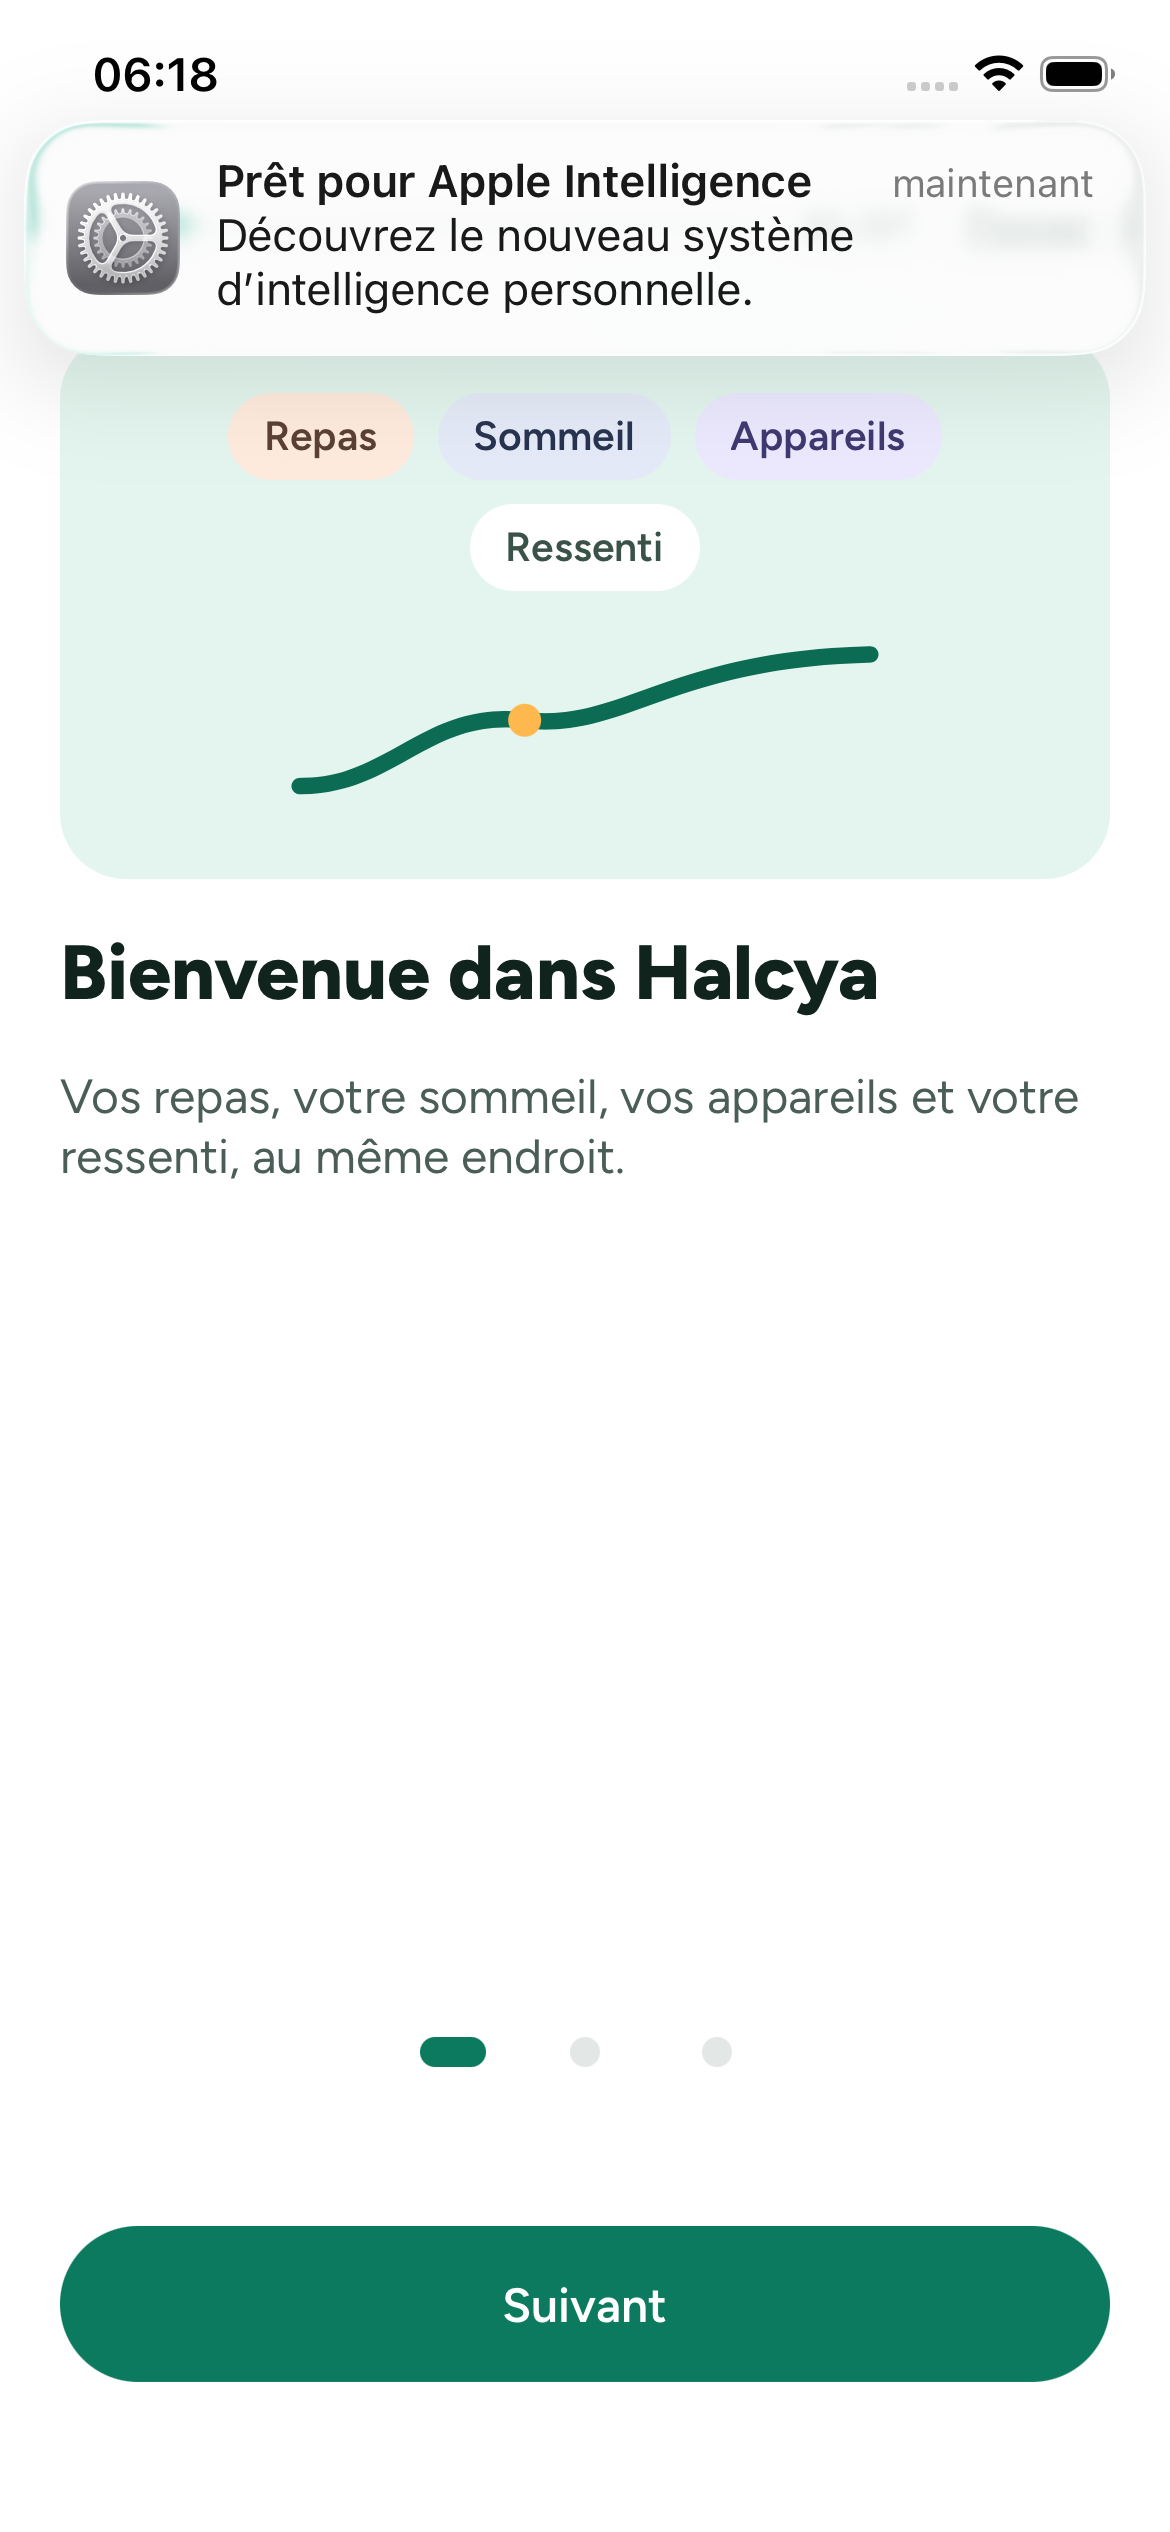 06:18
Prêt pour Apple Intelligence
maintenant
Découvrez le nouveau système
d’intelligence personnelle.
Repas
Sommeil
Appareils
Ressenti
Bienvenue dans Halcya
Vos repas, votre sommeil, vos appareils et votre
ressenti, au même endroit.
Suivant